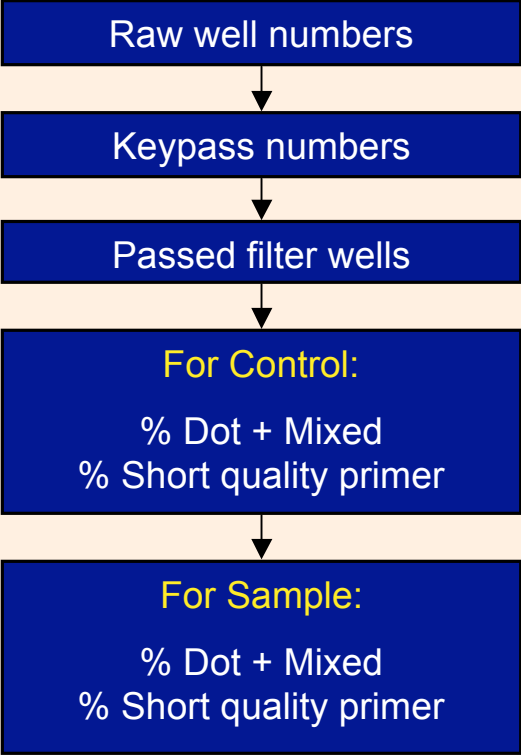 Raw well numbers
Keypass numbers
Passed filter wells
For Control:
% Dot + Mixed
% Short quality primer
For Sample:
% Dot + Mixed
% Short quality primer